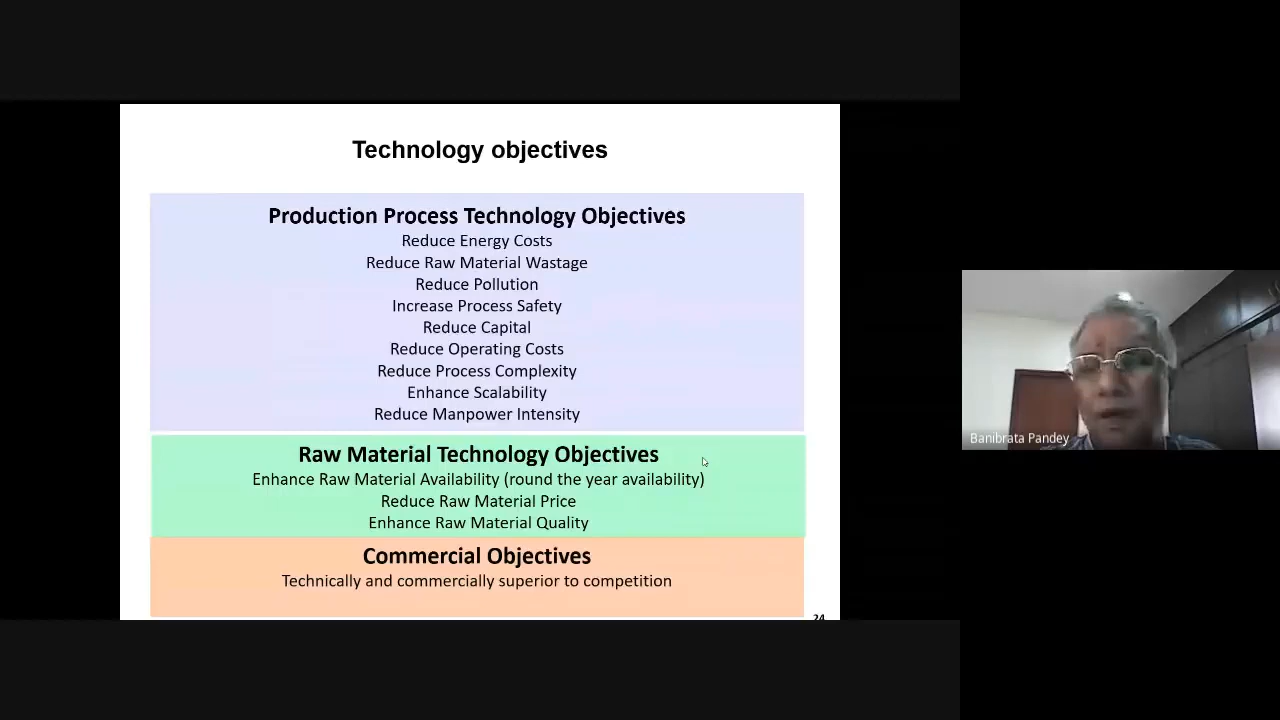 Technology objectives
Production Process Technology Objectives
Reduce Energy Costs
Reduce Raw Material Wastage
Reduce Pollution
Increase Process Safety
Reduce Capital
Reduce Operating Costs
Reduce Process Complexity
Enhance Scalability
Reduce Manpower Intensity
Raw Material Technology Objectives
Enhance Raw Material Availability (round the year availability)
Reduce Raw Material Price
Enhance Raw Material Quality
Commercial Objectives
Technically and commercially superior to competition
24
Banibrata Pandey